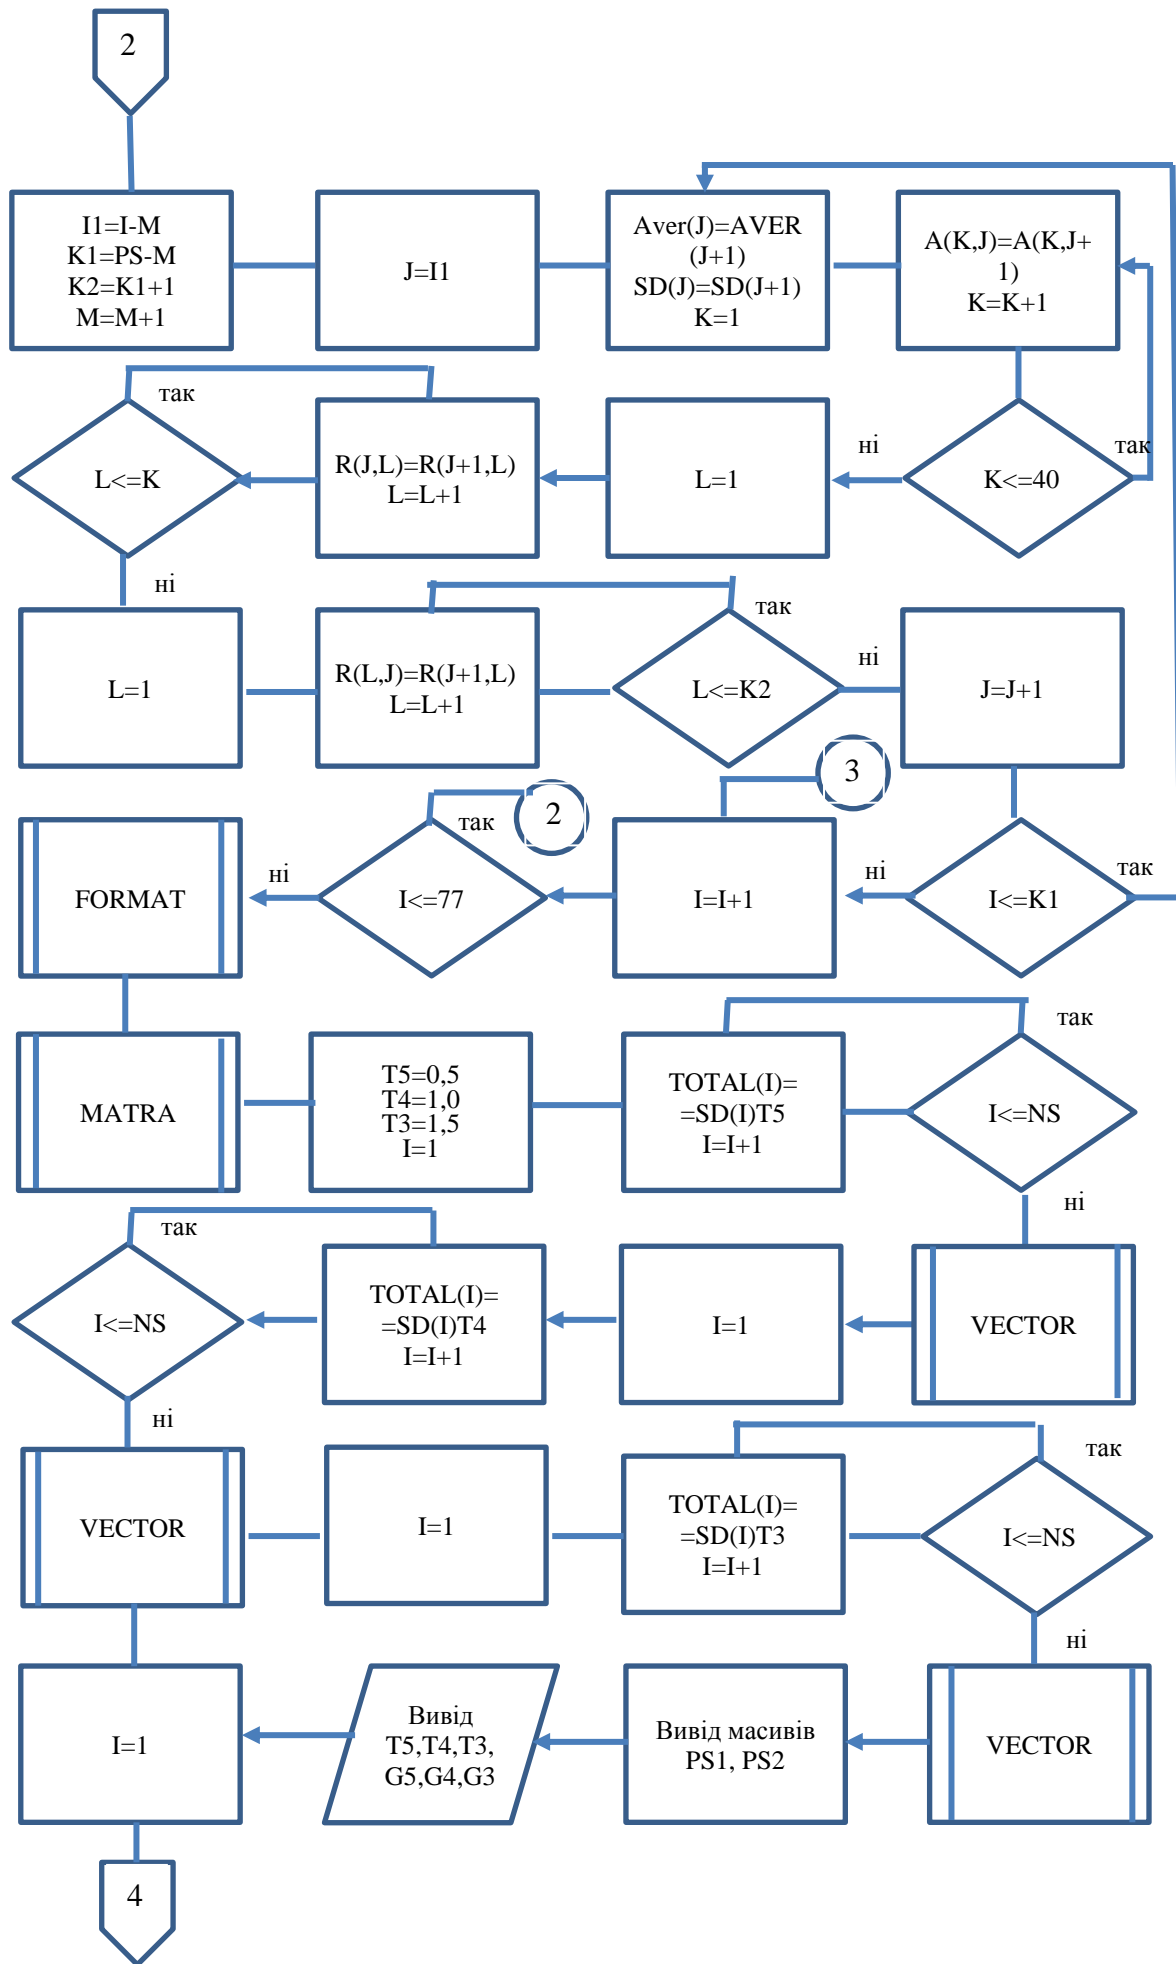 2
I1=I-M
K1=PS-M
K2=K1+1
M=M+1
J=I1
Aver(J)=AVER
(J+1)
SD(J)=SD(J+1)
K=1
A(K,J)=A(K,J+
1)
K=K+1
так
L<=K
R(J,L)=R(J+1,L)
L=L+1
L=1
ні
K<=40
так
ні
L=1
R(L,J)=R(J+1,L)
L=L+1
так
L<=K2
ні
J=J+1
3
2
так
FORMAT
ні
I<=77
I=I+1
ні
I<=K1
так
MATRA
T5=0,5
T4=1,0
T3=1,5
I=1
TOTAL(I)=
=SD(I)T5
I=I+1
так
I<=NS
ні
так
I<=NS
TOTAL(I)=
=SD(I)T4
I=I+1
I=1
VECTOR
ні
VECTOR
I=1
TOTAL(I)=
=SD(I)T3
I=I+1
так
I<=NS
ні
I=1
Вивід
T5,T4,T3,
G5,G4,G3
Вивід масивів
PS1, PS2
VECTOR
4